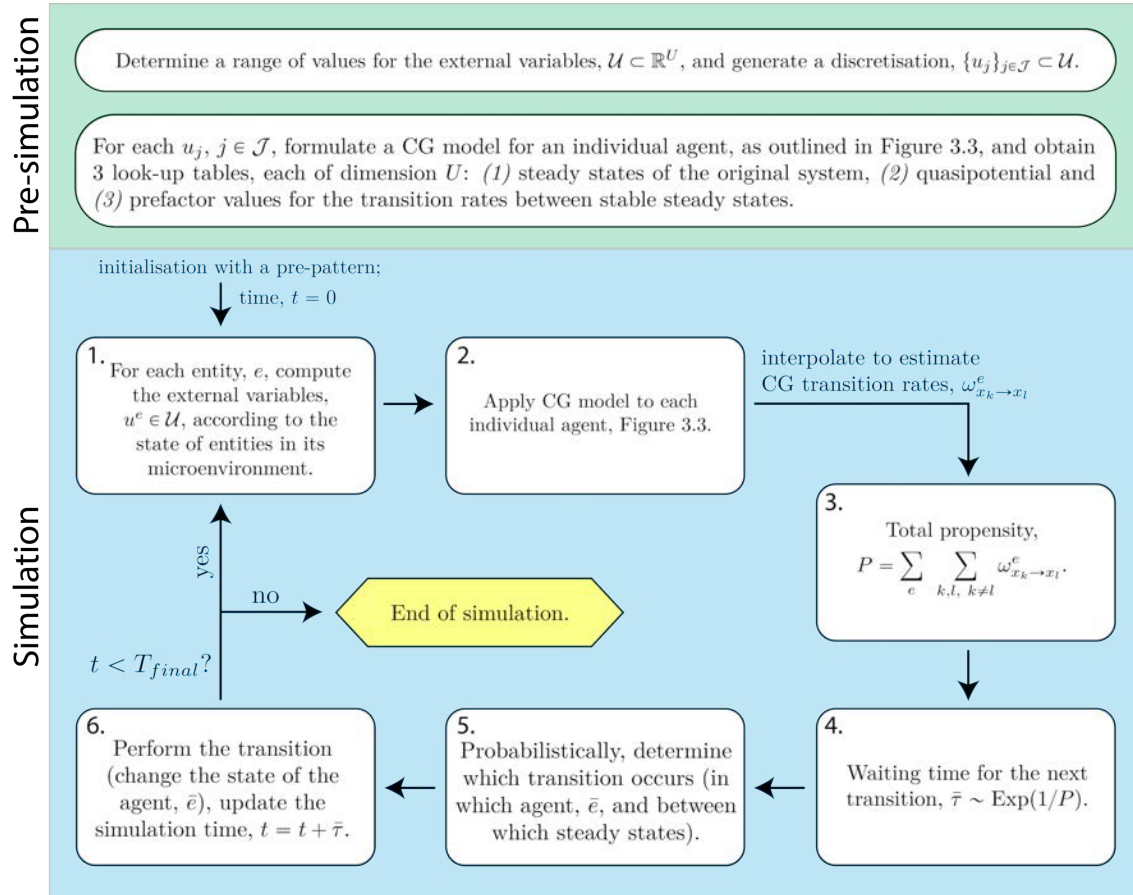 Pre-simulation
Determine a range of values for the external variables, 𝒰 ⊂ ℝ^U, and generate a discretisation, {u_j}_{j∈𝒥} ⊂ 𝒰.
For each u_j, j ∈ 𝒥, formulate a CG model for an individual agent, as outlined in Figure 3.3, and obtain
3 look-up tables, each of dimension U: (1) steady states of the original system, (2) quasipotential and
(3) prefactor values for the transition rates between stable steady states.
Simulation
initialisation with a pre-pattern;
time, t = 0
1.
For each entity, e, compute
the external variables,
u^e ∈ 𝒰, according to the
state of entities in its
microenvironment.
2.
Apply CG model to each
individual agent, Figure 3.3.
interpolate to estimate
CG transition rates, ω^e_{x_k→x_l}
3.
Total propensity,
P = ∑_e ∑_{k,l, k≠l} ω^e_{x_k→x_l}.
4.
Waiting time for the next
transition, τ̄ ∼ Exp(1/P).
5.
Probabilistically, determine
which transition occurs (in
which agent, ē, and between
which steady states).
6.
Perform the transition
(change the state of the
agent, ē), update the
simulation time, t = t + τ̄.
t < T_{final}?
yes
no
End of simulation.